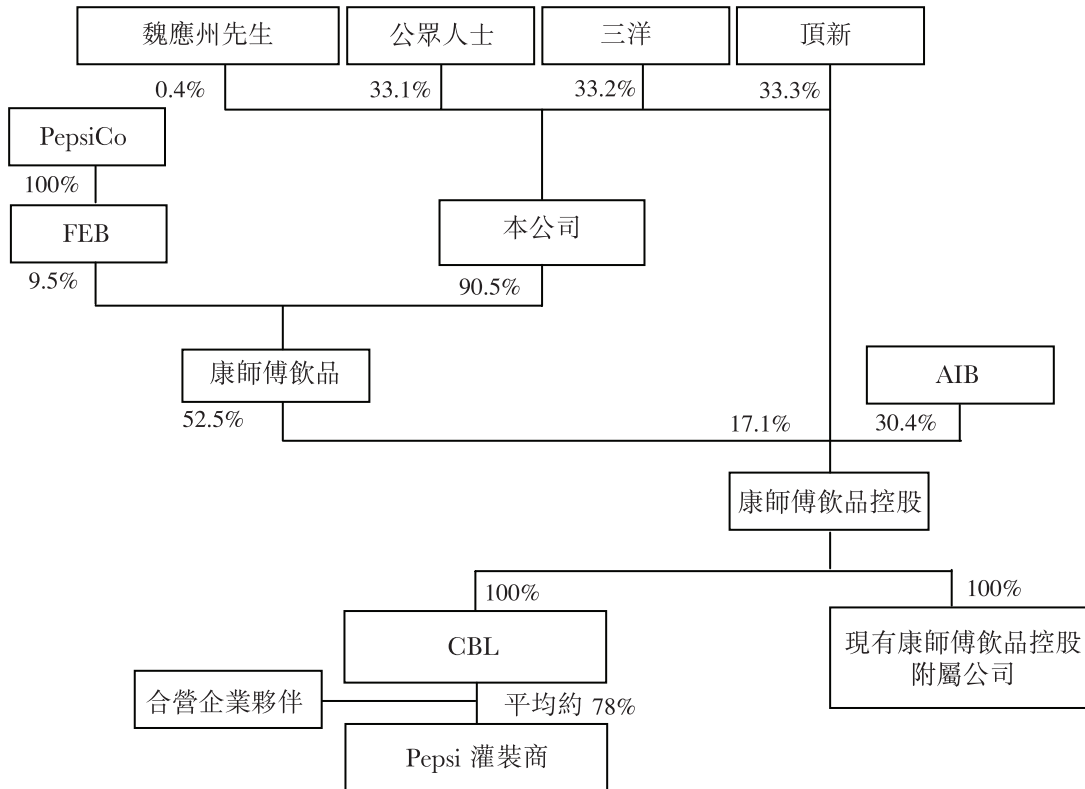 魏應州先生
公眾人士
三洋
頂新
0.4%
33.1%
33.2%
33.3%
PepsiCo
100%
FEB
本公司
9.5%
90.5%
康師傅飲品
AIB
52.5%
17.1%
30.4%
康師傅飲品控股
100%
100%
CBL
現有康師傅飲品控股
附屬公司
合營企業夥伴
平均約 78%
Pepsi 灌裝商